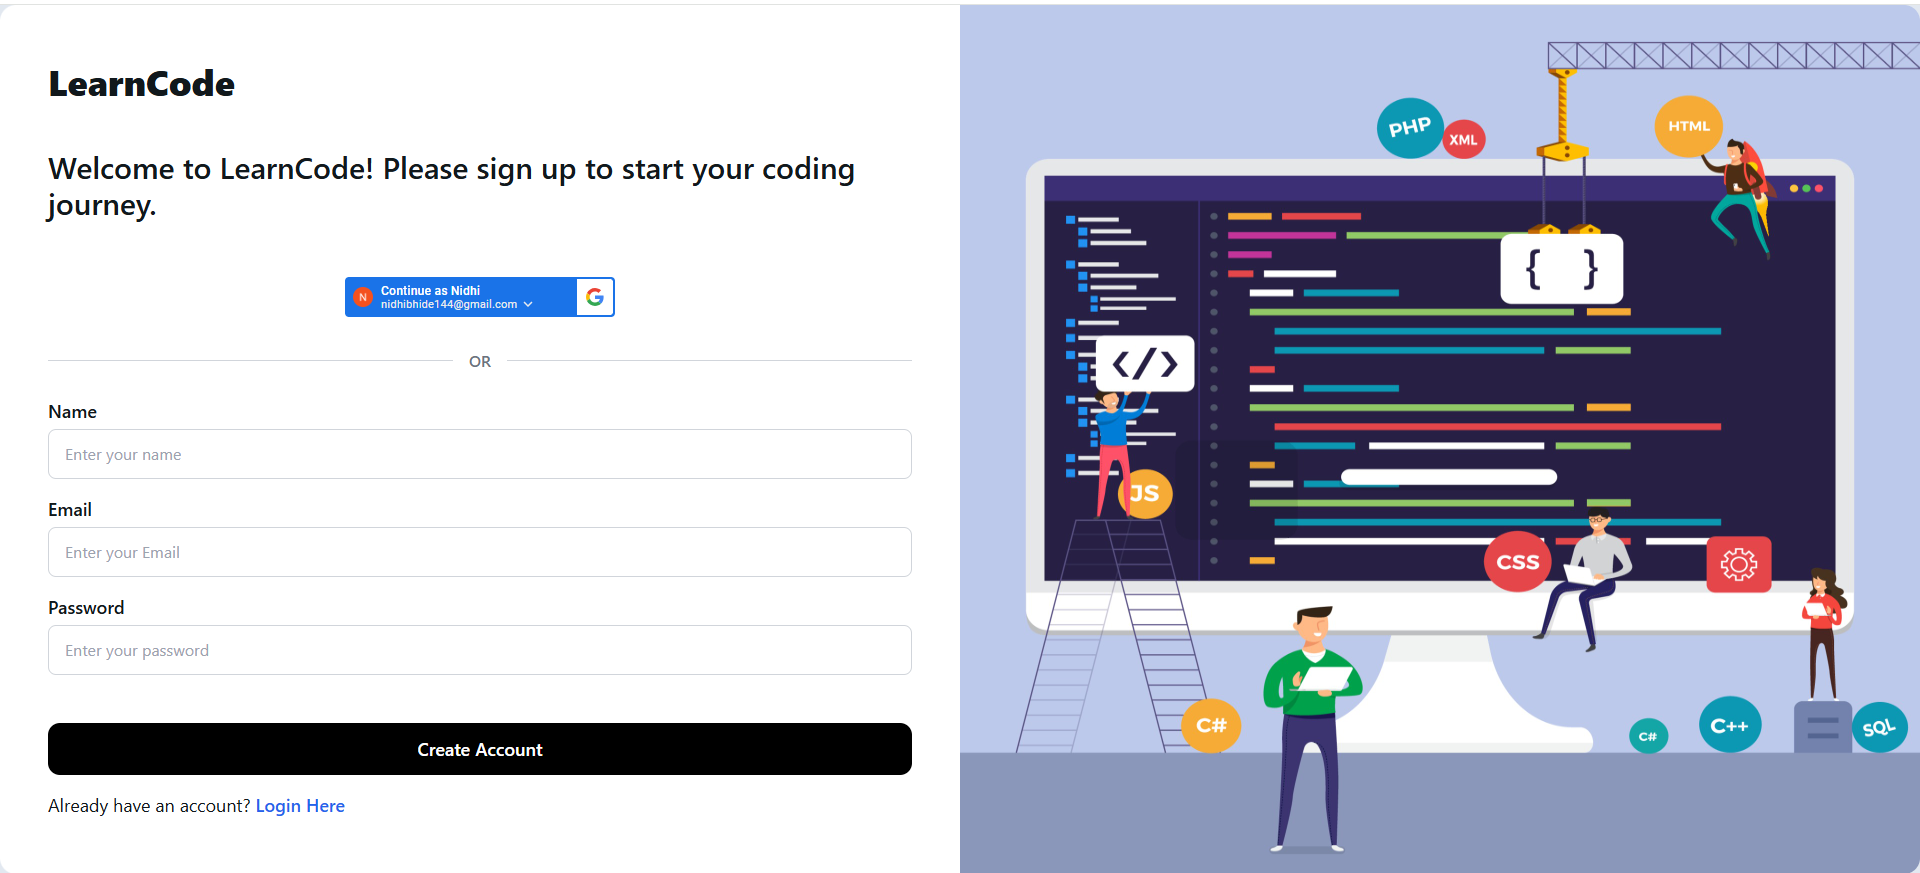 LearnCode
Welcome to LearnCode! Please sign up to start your coding
journey.
N
Continue as Nidhi
nidhibhide144@gmail.com
G
OR
Name
Enter your name
Email
Enter your Email
Password
Enter your password
Create Account
Already have an account? Login Here
PHP
XML
HTML
{ }
</>
JS
CSS
C#
C#
C++
SQL